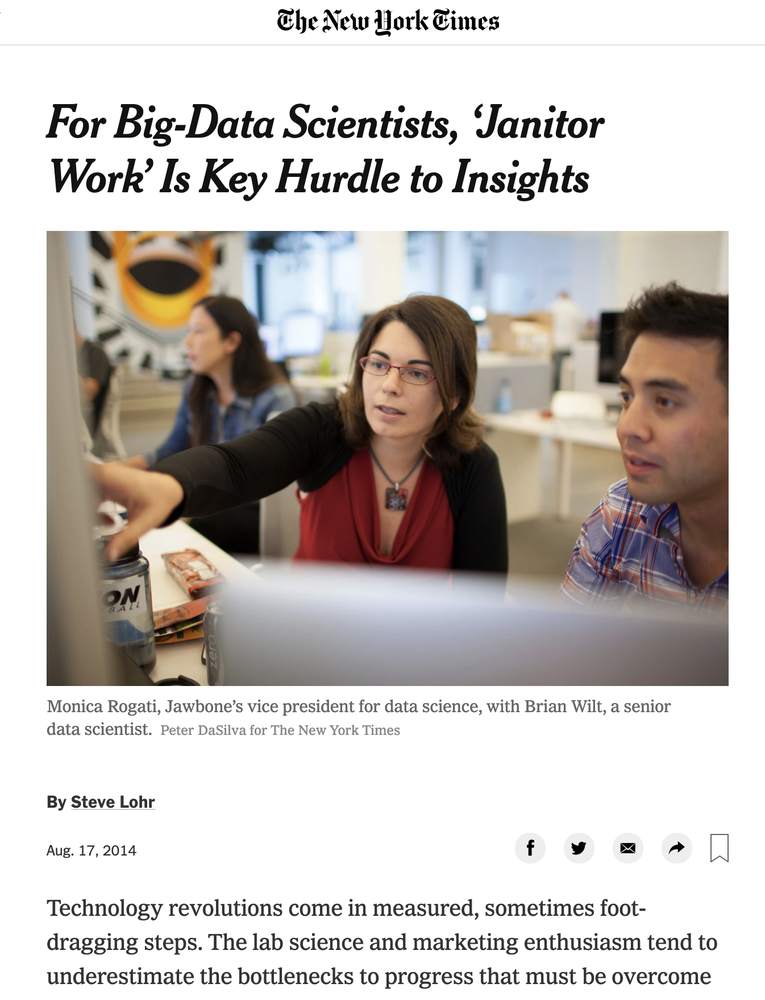 The New York Times
For Big-Data Scientists, ‘Janitor
Work’ Is Key Hurdle to Insights
ON
BALL
zero
Monica Rogati, Jawbone’s vice president for data science, with Brian Wilt, a senior
data scientist. Peter DaSilva for The New York Times
By Steve Lohr
Aug. 17, 2014
Technology revolutions come in measured, sometimes foot-
dragging steps. The lab science and marketing enthusiasm tend to
underestimate the bottlenecks to progress that must be overcome